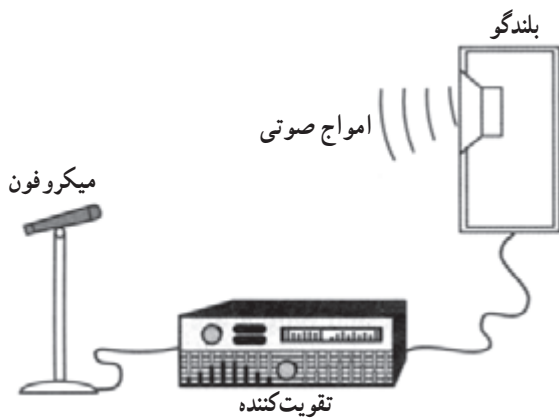 بلندگو
امواج صوتی
میکروفون
تقویت‌کننده